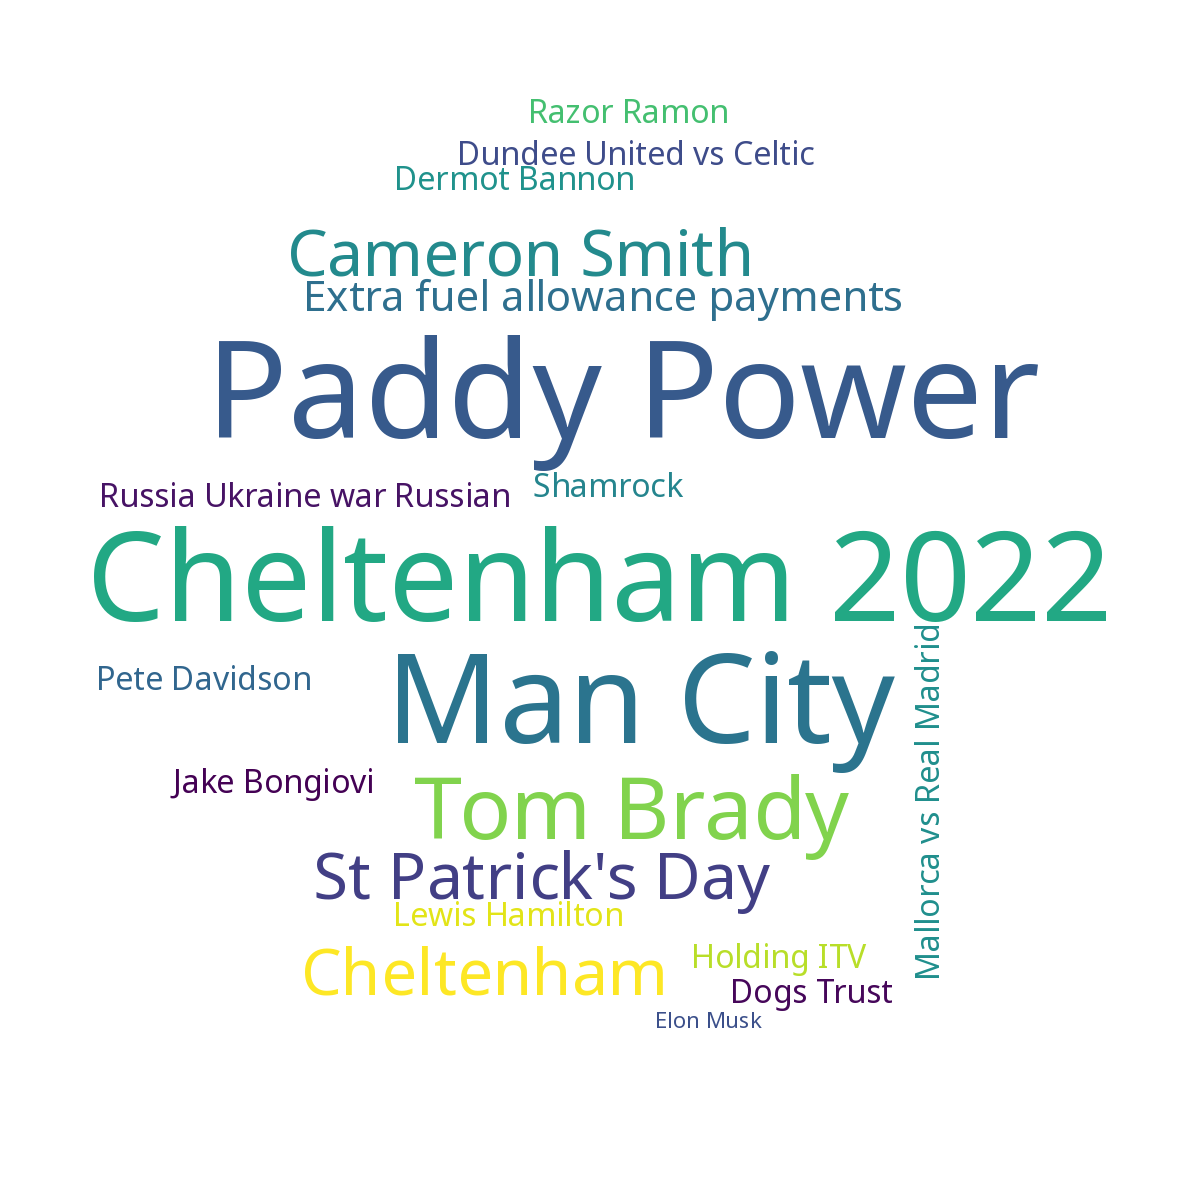 Razor Ramon
Dundee United vs Celtic
Dermot Bannon
Cameron Smith
Extra fuel allowance payments
Paddy Power
Shamrock
Russia Ukraine war Russian
Cheltenham 2022
Man City
Mallorca vs Real Madrid
Pete Davidson
Jake Bongiovi
Tom Brady
St Patrick's Day
Lewis Hamilton
Holding ITV
Cheltenham
Dogs Trust
Elon Musk